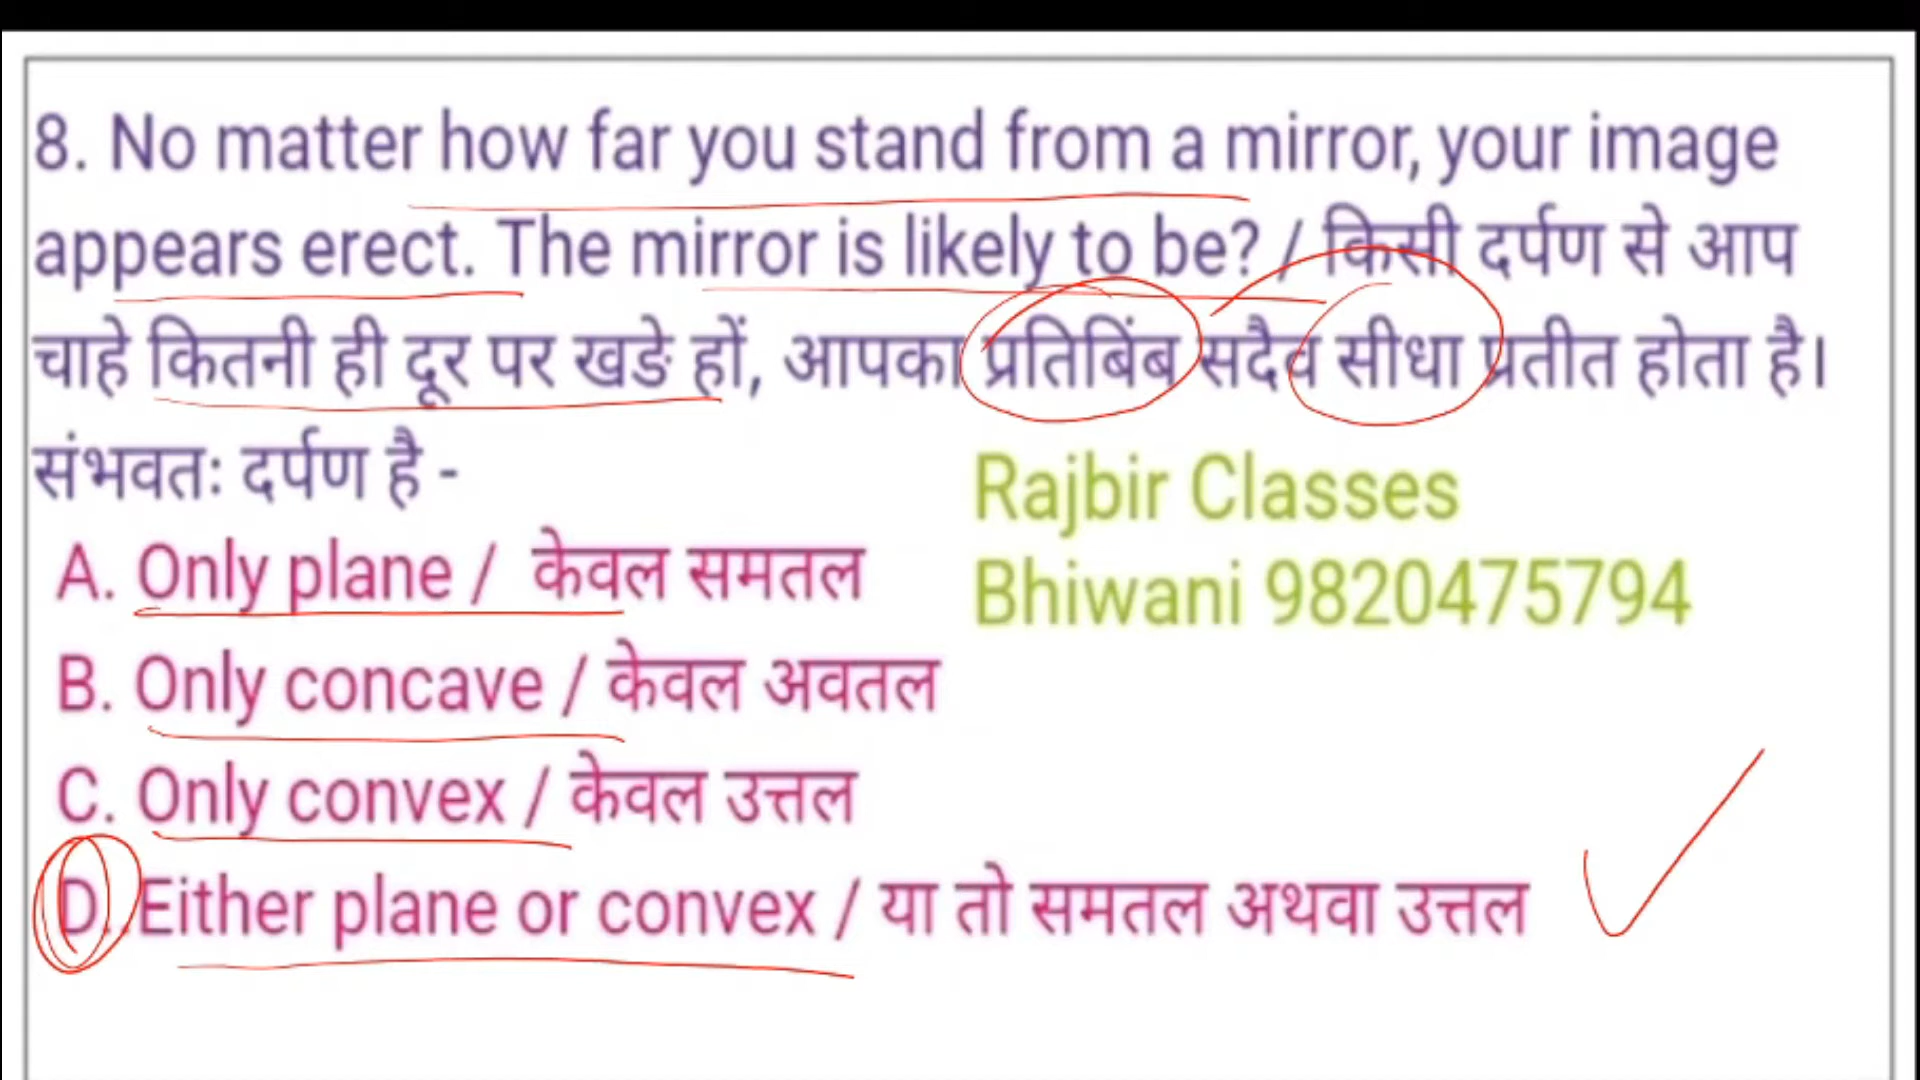 8. No matter how far you stand from a mirror, your image
appears erect. The mirror is likely to be? / किसी दर्पण से आप
चाहे कितनी ही दूर पर खडे हों, आपका प्रतिबिंब सदैव सीधा प्रतीत होता है।
संभवतः दर्पण है -
Rajbir Classes
Bhiwani 9820475794
A. Only plane / केवल समतल
B. Only concave / केवल अवतल
C. Only convex / केवल उत्तल
D. Either plane or convex / या तो समतल अथवा उत्तल